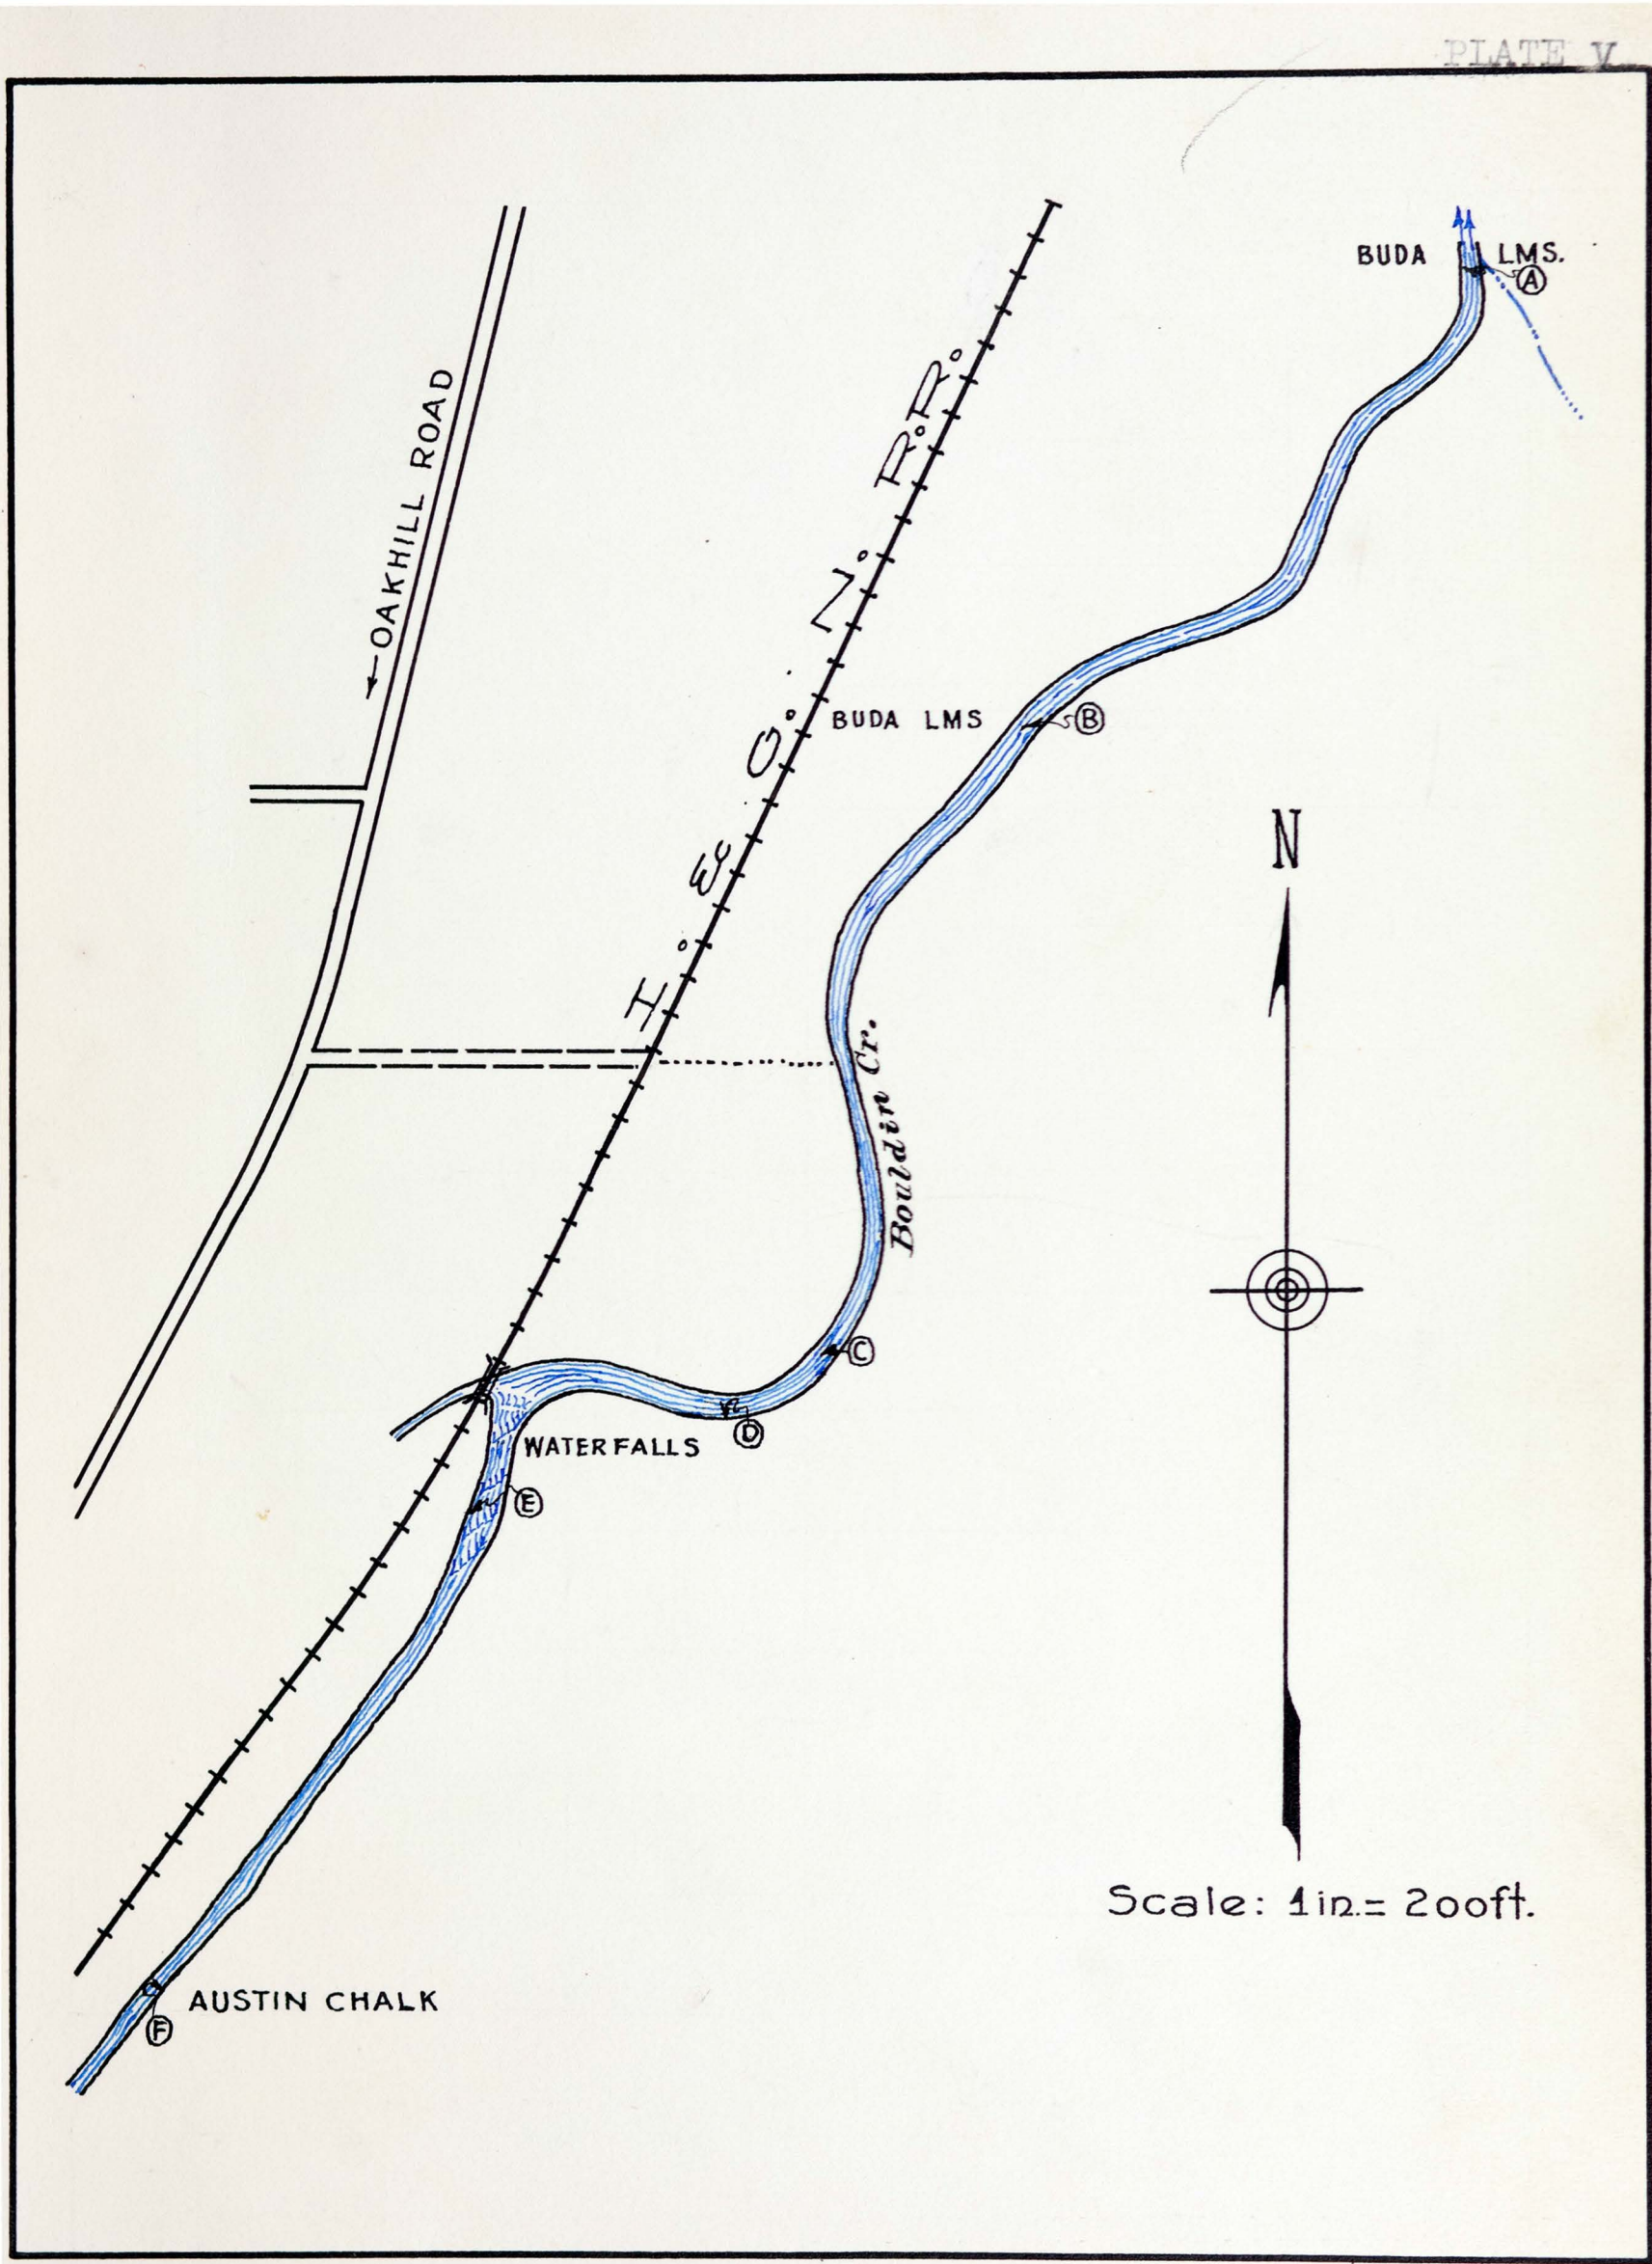 PLATE V
BUDA LMS.
A
OAKHILL ROAD
I. & G. N. R.R.
BUDA LMS
B
N
Bouldin Cr.
C
D
WATERFALLS
E
Scale: 1in.= 200ft.
AUSTIN CHALK
F